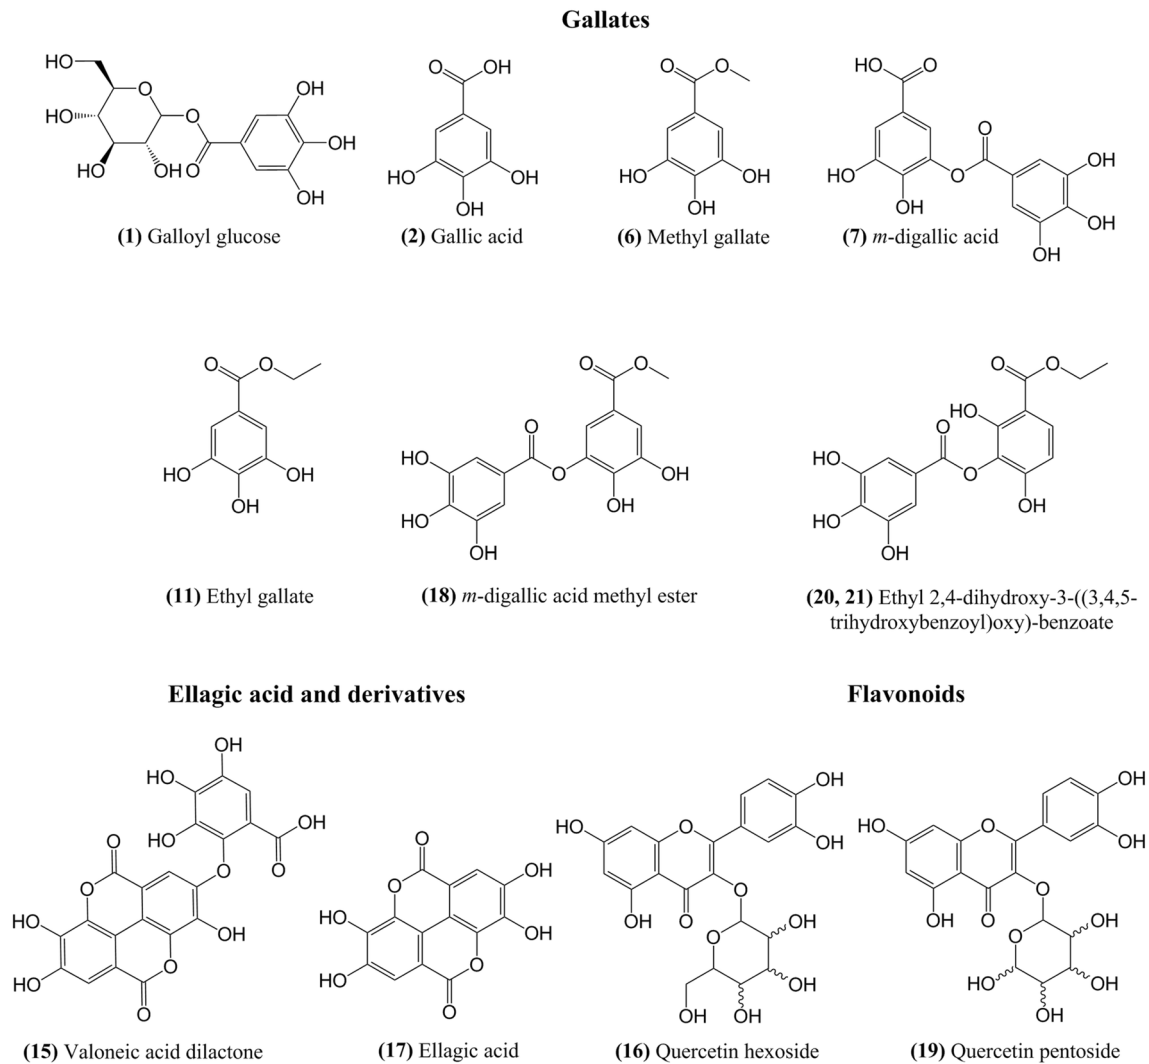 Gallates
HO
O
OH
HO
O
OH
HO
OH
O
OH
O OH
HO OH
OH
O O
HO OH
OH
HO O
O
HO O
OH
OH
OH
OH
(1) Galloyl glucose
(2) Gallic acid
(6) Methyl gallate
(7) m-digallic acid
O O
HO OH
OH
O O
O
HO
O OH
HO OH
OH
O O
HO
O
HO
O
HO OH
OH
(11) Ethyl gallate
(18) m-digallic acid methyl ester
(20, 21) Ethyl 2,4-dihydroxy-3-((3,4,5-
trihydroxybenzoyl)oxy)-benzoate
Ellagic acid and derivatives
Flavonoids
OH
HO
HO OH
O O
O O
HO OH
HO O
O
O
O OH
HO OH
HO O
O
OH
HO O
OH
O
OH O
O OH
OH
OH OH
OH
HO O
OH
O
OH O
O OH
HO OH
OH
(15) Valoneic acid dilactone
(17) Ellagic acid
(16) Quercetin hexoside
(19) Quercetin pentoside